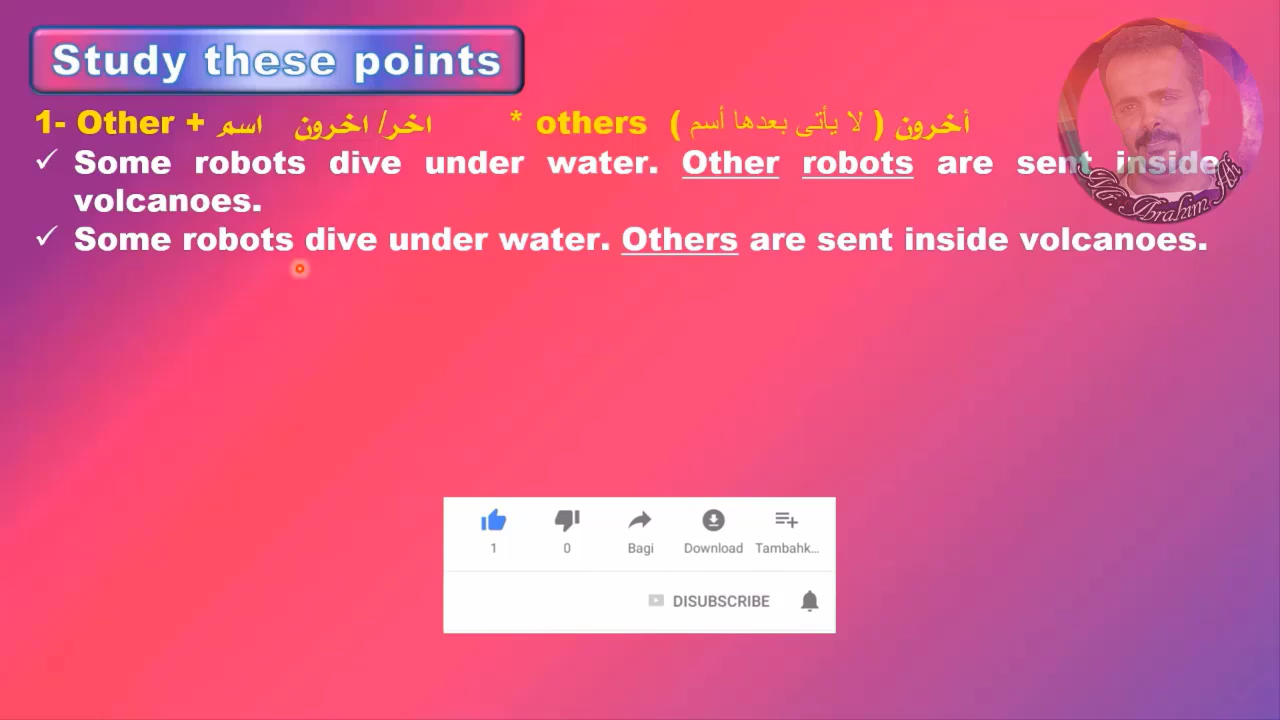 Study these points
1- Other + اسم اخر/ اخرون * others ( لا يأتى بعدها أسم ) أخرون
✓ Some robots dive under water. Other robots are sent inside
volcanoes.
✓ Some robots dive under water. Others are sent inside volcanoes.
Mr. Ibrahim
1 0 Bagi Download Tambahk...
DISUBSCRIBE